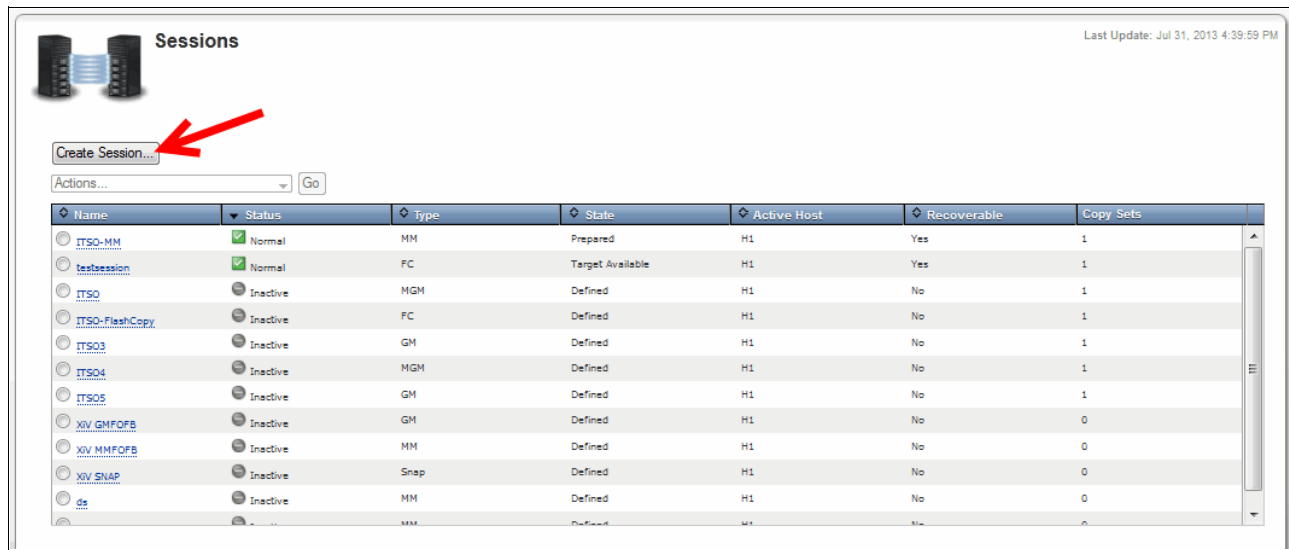 Sessions
Last Update: Jul 31, 2013 4:39:59 PM
Create Session...
Actions... Go
Name Status Type State Active Host Recoverable Copy Sets
ITSO-MM Normal MM Prepared H1 Yes 1
testsession Normal FC Target Available H1 Yes 1
ITSO Inactive MGM Defined H1 No 1
ITSO-FlashCopy Inactive FC Defined H1 No 1
ITSO3 Inactive GM Defined H1 No 1
ITSO4 Inactive MGM Defined H1 No 1
ITSO5 Inactive GM Defined H1 No 1
XiV GMFOFB Inactive GM Defined H1 No 0
XiV MMFOFB Inactive MM Defined H1 No 0
XiV SNAP Inactive Snap Defined H1 No 0
ds Inactive MM Defined H1 No 0